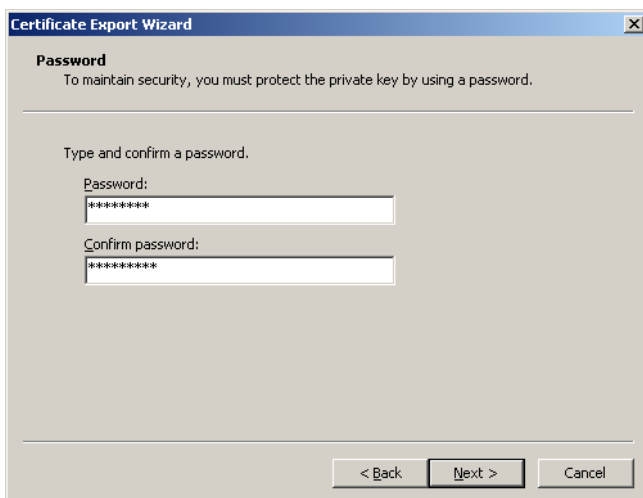 Certificate Export Wizard
Password
To maintain security, you must protect the private key by using a password.
Type and confirm a password.
Password:
********
Confirm password:
*********
< Back Next > Cancel